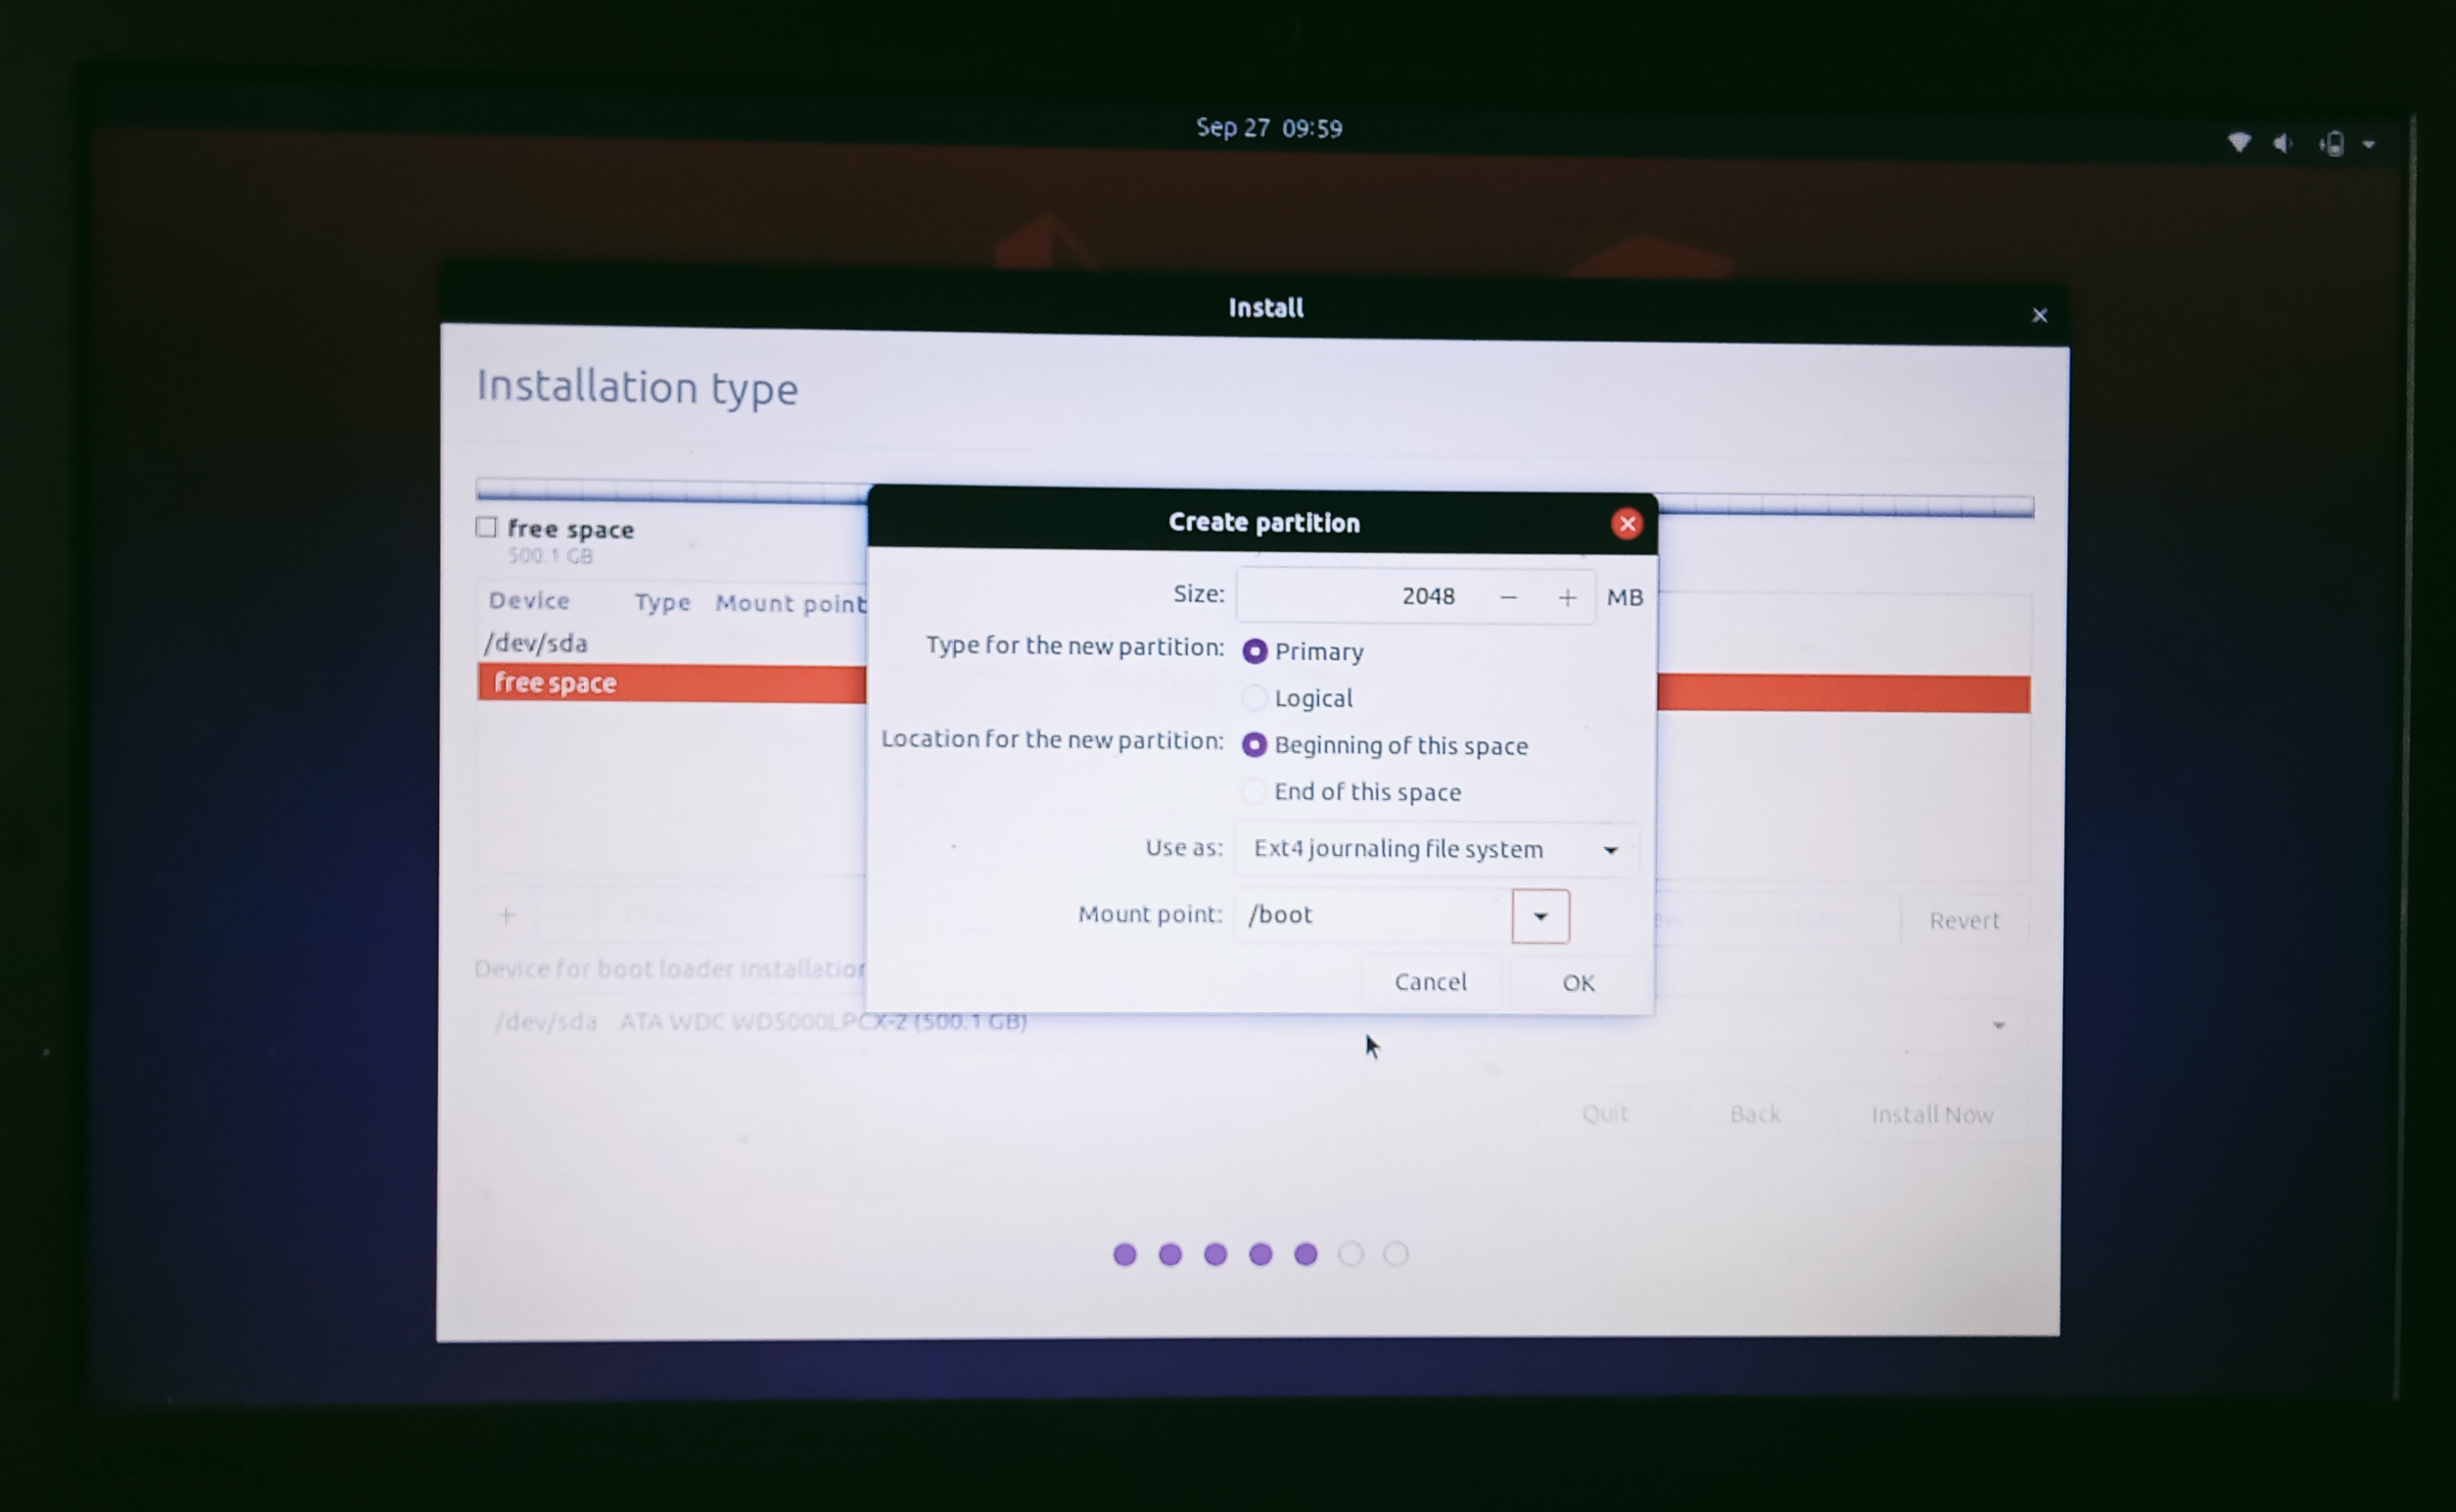 Sep 27 09:59
Install
Installation type
free space
500.1 GB
Device Type Mount point
/dev/sda
free space
Create partition
Size: 2048 MB
Type for the new partition: Primary
Logical
Location for the new partition: Beginning of this space
End of this space
Use as: Ext4 journaling file system
Mount point: /boot
Cancel OK
+ Revert
Device for boot loader installation
/dev/sda ATA WDC WD5000LPCX-2 (500.1 GB)
Quit Back Install Now